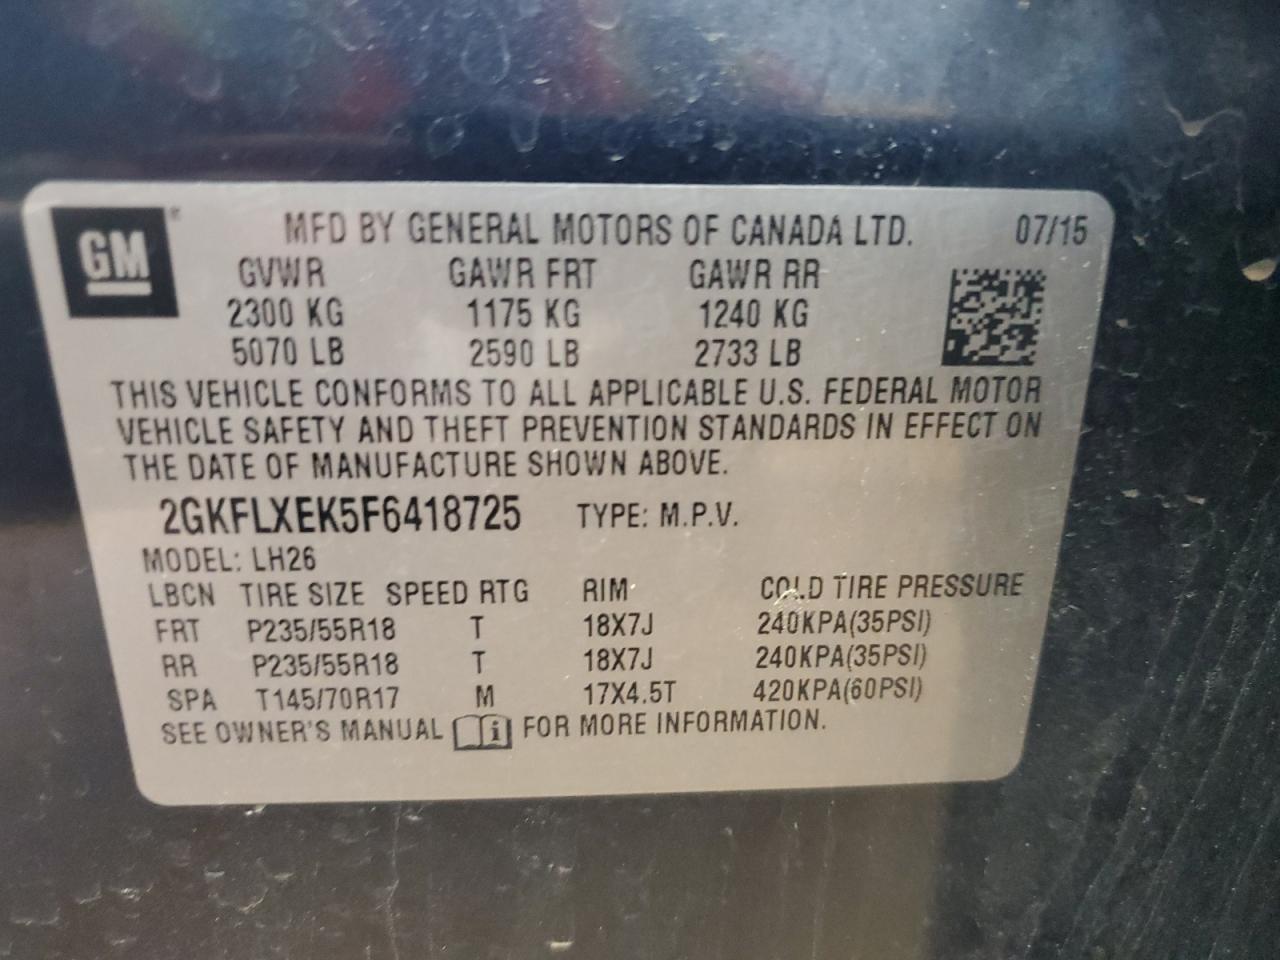 GM®
MFD BY GENERAL MOTORS OF CANADA LTD. 07/15
GVWR GAWR FRT GAWR RR
2300 KG 1175 KG 1240 KG
5070 LB 2590 LB 2733 LB
THIS VEHICLE CONFORMS TO ALL APPLICABLE U.S. FEDERAL MOTOR
VEHICLE SAFETY AND THEFT PREVENTION STANDARDS IN EFFECT ON
THE DATE OF MANUFACTURE SHOWN ABOVE.
2GKFLXEK5F6418725 TYPE: M.P.V.
MODEL: LH26
LBCN TIRE SIZE SPEED RTG RIM COLD TIRE PRESSURE
FRT P235/55R18 T 18X7J 240KPA(35PSI)
RR P235/55R18 T 18X7J 240KPA(35PSI)
SPA T145/70R17 M 17X4.5T 420KPA(60PSI)
SEE OWNER'S MANUAL i FOR MORE INFORMATION.